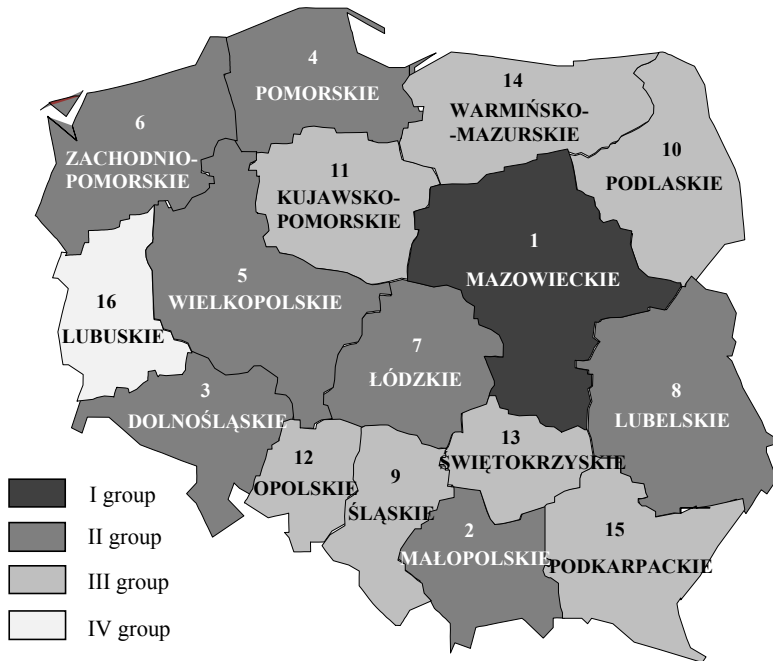 4
POMORSKIE
14
WARMIŃSKO-
-MAZURSKIE
6
ZACHODNIO-
POMORSKIE
11
KUJAWSKO-
POMORSKIE
10
PODLASKIE
1
MAZOWIECKIE
5
WIELKOPOLSKIE
16
LUBUSKIE
7
ŁÓDZKIE
3
DOLNOŚLĄSKIE
8
LUBELSKIE
12
OPOLSKIE
9
ŚLĄSKIE
13
ŚWIĘTOKRZYSKIE
2
MAŁOPOLSKIE
15
PODKARPACKIE
I group
II group
III group
IV group